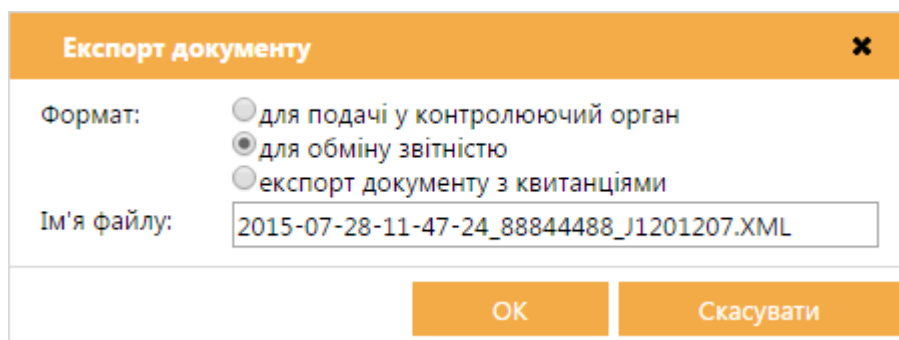 Експорт документу
Формат:
для подачі у контролюючий орган
для обміну звітністю
експорт документу з квитанціями
Ім'я файлу:
2015-07-28-11-47-24_88844488_J1201207.XML
ОК
Скасувати